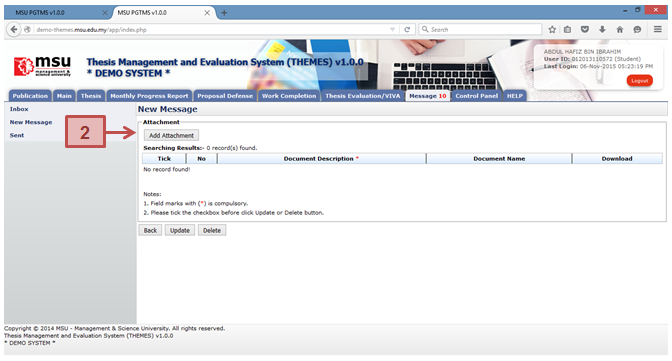 MSU PGTMS v1.0.0
MSU PGTMS v1.0.0
demo-themes.msu.edu.my/app/index.php
Search
msu
management &
science university
Thesis Management and Evaluation System (THEMES) v1.0.0
* DEMO SYSTEM *
ABDUL HAFIZ BIN IBRAHIM
User ID: 012013110572 (Student)
Last Login: 06-Nov-2015 05:23:19 PM
Logout
Publication Main Thesis Monthly Progress Report Proposal Defense Work Completion Thesis Evaluation/VIVA Message 10 Control Panel HELP
Inbox
New Message
Sent
2
New Message
Attachment
Add Attachment
Searching Results:- 0 record(s) found.
Tick No Document Description * Document Name Download
No record found!
Notes:
1. Field marks with (*) is compulsory.
2. Please tick the checkbox before click Update or Delete button.
Back Update Delete
Copyright © 2014 MSU - Management & Science University. All rights reserved.
Thesis Management and Evaluation System (THEMES) v1.0.0
* DEMO SYSTEM *